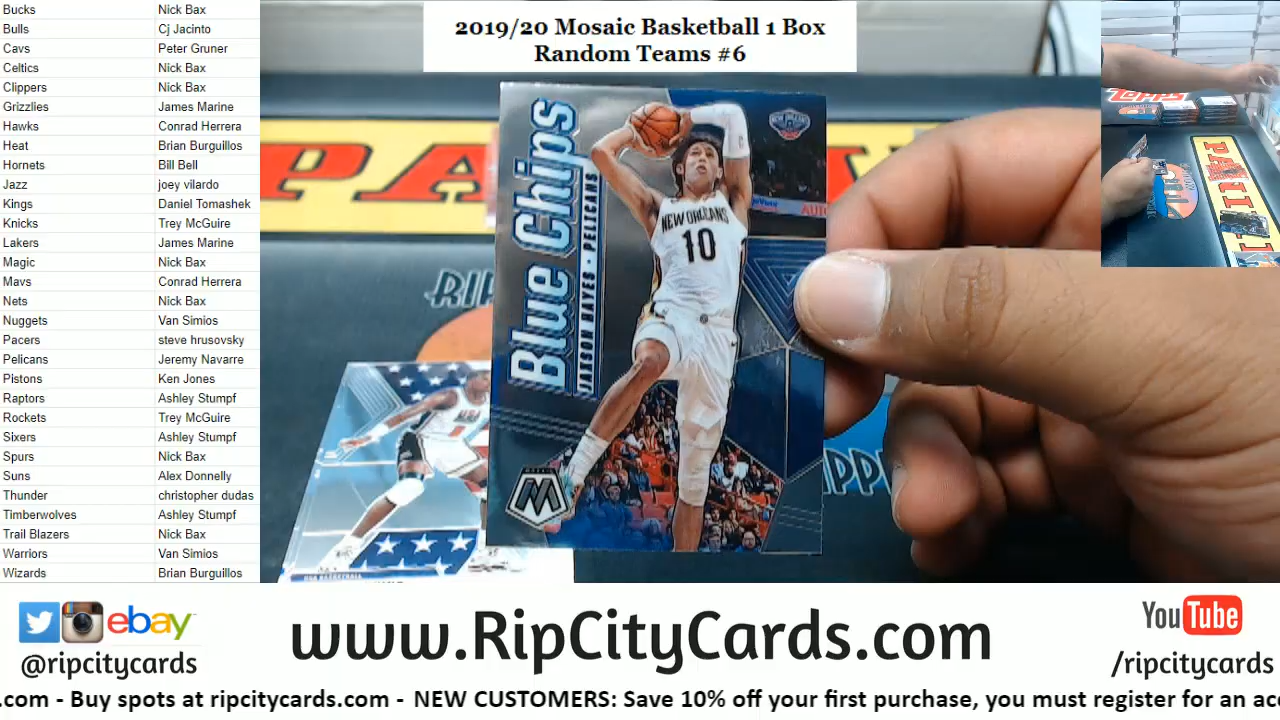 Bucks Nick Bax
Bulls Cj Jacinto
Cavs Peter Gruner
Celtics Nick Bax
Clippers Nick Bax
Grizzlies James Marine
Hawks Conrad Herrera
Heat Brian Burguillos
Hornets Bill Bell
Jazz joey vilardo
Kings Daniel Tomashek
Knicks Trey McGuire
Lakers James Marine
Magic Nick Bax
Mavs Conrad Herrera
Nets Nick Bax
Nuggets Van Simios
Pacers steve hrusovsky
Pelicans Jeremy Navarre
Pistons Ken Jones
Raptors Ashley Stumpf
Rockets Trey McGuire
Sixers Ashley Stumpf
Spurs Nick Bax
Suns Alex Donnelly
Thunder christopher dudas
Timberwolves Ashley Stumpf
Trail Blazers Nick Bax
Warriors Van Simios
Wizards Brian Burguillos
2019/20 Mosaic Basketball 1 Box
Random Teams #6
Blue Chips
JAXSON HAYES · PELICANS
NEW ORLEANS
10
MOSAIC
ebay
@ripcitycards
www.RipCityCards.com
YouTube
/ripcitycards
.com - Buy spots at ripcitycards.com - NEW CUSTOMERS: Save 10% off your first purchase, you must register for an acc